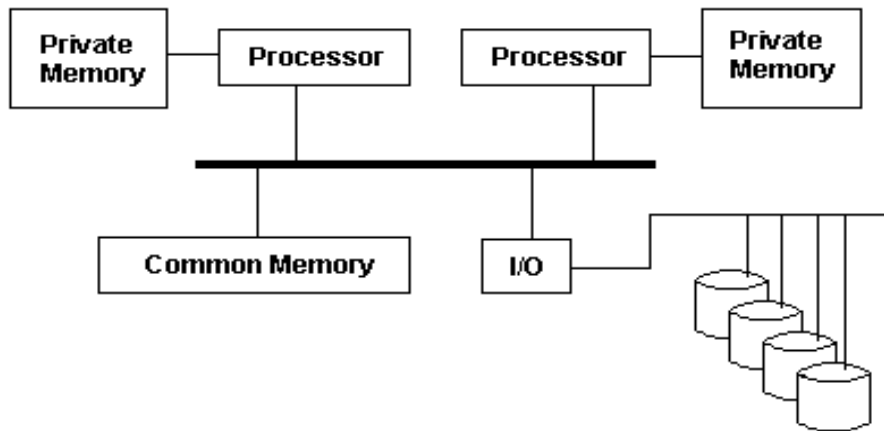 Private
Memory
Processor
Processor
Private
Memory
Common Memory
I/O